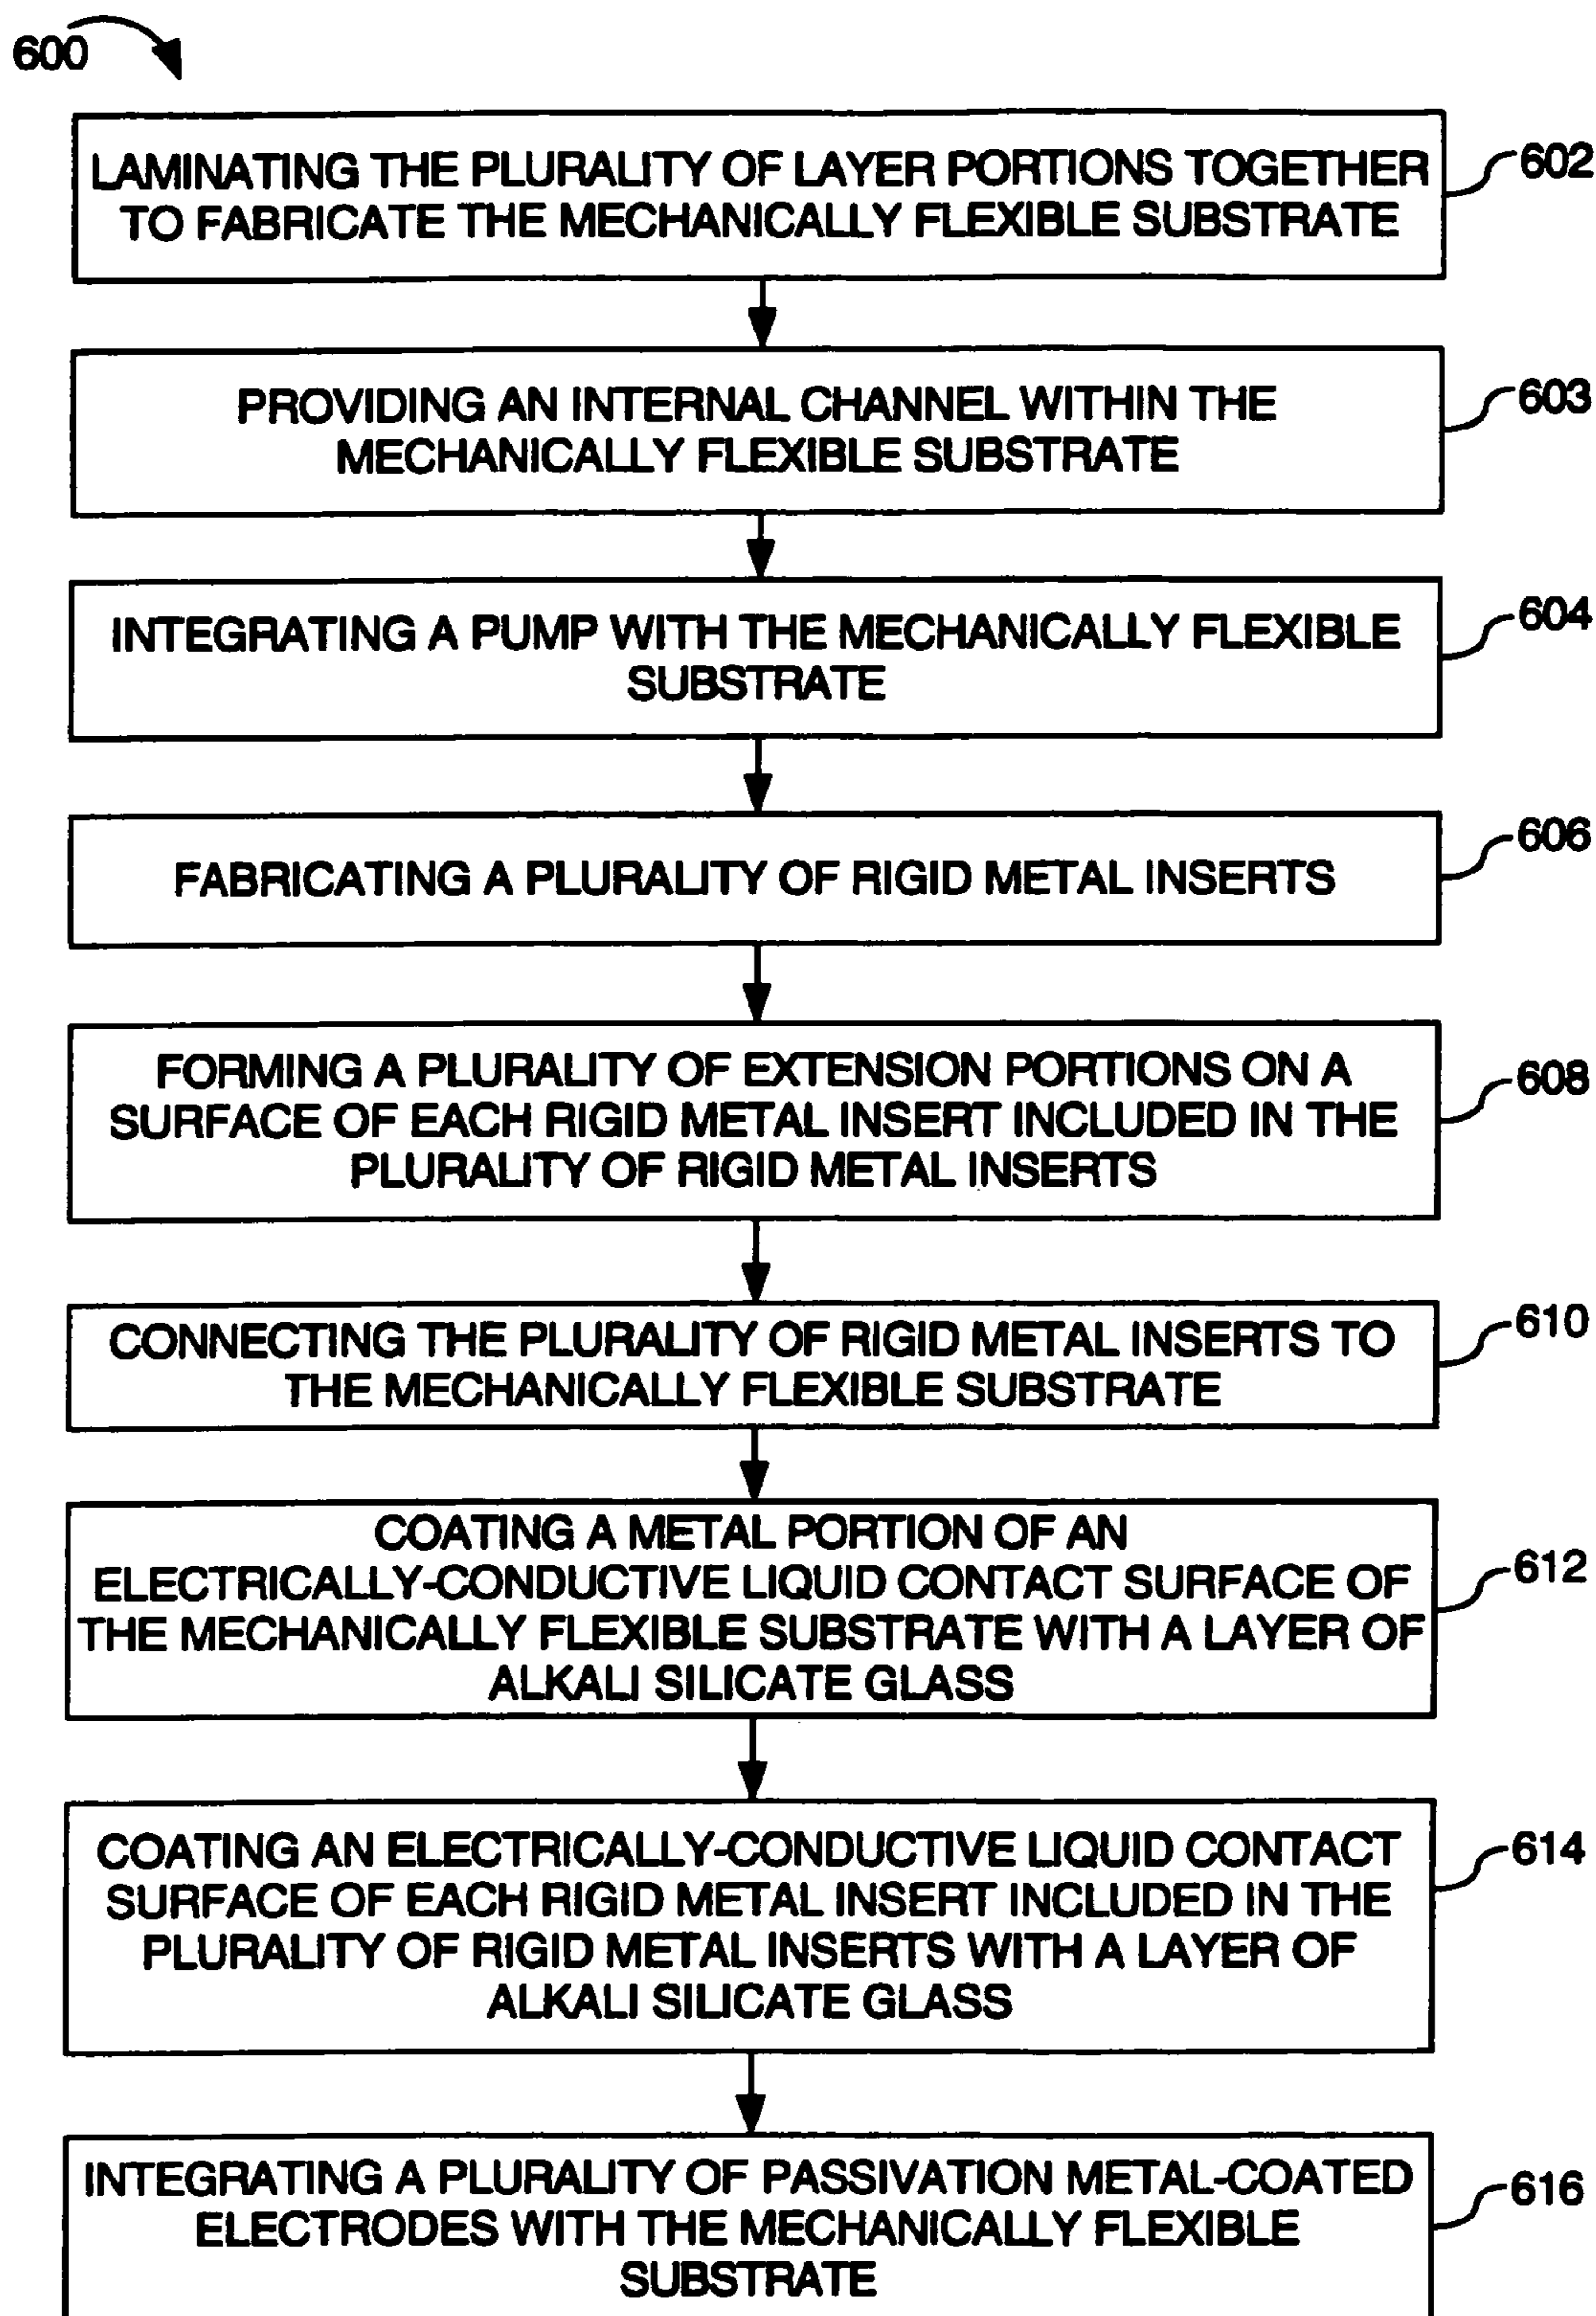 600
LAMINATING THE PLURALITY OF LAYER PORTIONS TOGETHER
TO FABRICATE THE MECHANICALLY FLEXIBLE SUBSTRATE
602
PROVIDING AN INTERNAL CHANNEL WITHIN THE
MECHANICALLY FLEXIBLE SUBSTRATE
603
INTEGRATING A PUMP WITH THE MECHANICALLY FLEXIBLE
SUBSTRATE
604
FABRICATING A PLURALITY OF RIGID METAL INSERTS
606
FORMING A PLURALITY OF EXTENSION PORTIONS ON A
SURFACE OF EACH RIGID METAL INSERT INCLUDED IN THE
PLURALITY OF RIGID METAL INSERTS
608
CONNECTING THE PLURALITY OF RIGID METAL INSERTS TO
THE MECHANICALLY FLEXIBLE SUBSTRATE
610
COATING A METAL PORTION OF AN
ELECTRICALLY-CONDUCTIVE LIQUID CONTACT SURFACE OF
THE MECHANICALLY FLEXIBLE SUBSTRATE WITH A LAYER OF
ALKALI SILICATE GLASS
612
COATING AN ELECTRICALLY-CONDUCTIVE LIQUID CONTACT
SURFACE OF EACH RIGID METAL INSERT INCLUDED IN THE
PLURALITY OF RIGID METAL INSERTS WITH A LAYER OF
ALKALI SILICATE GLASS
614
INTEGRATING A PLURALITY OF PASSIVATION METAL-COATED
ELECTRODES WITH THE MECHANICALLY FLEXIBLE
SUBSTRATE
616